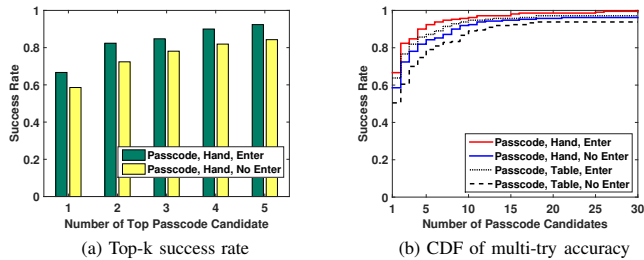 Success Rate
1
0.8
0.6
0.4
0.2
0
Passcode, Hand, Enter
Passcode, Hand, No Enter
1 2 3 4 5
Number of Top Passcode Candidate
(a) Top-k success rate
Success Rate
1
0.8
0.6
0.4
0.2
0
Passcode, Hand, Enter
Passcode, Hand, No Enter
Passcode, Table, Enter
Passcode, Table, No Enter
1 5 10 15 20 25 30
Number of Passcode Candidates
(b) CDF of multi-try accuracy